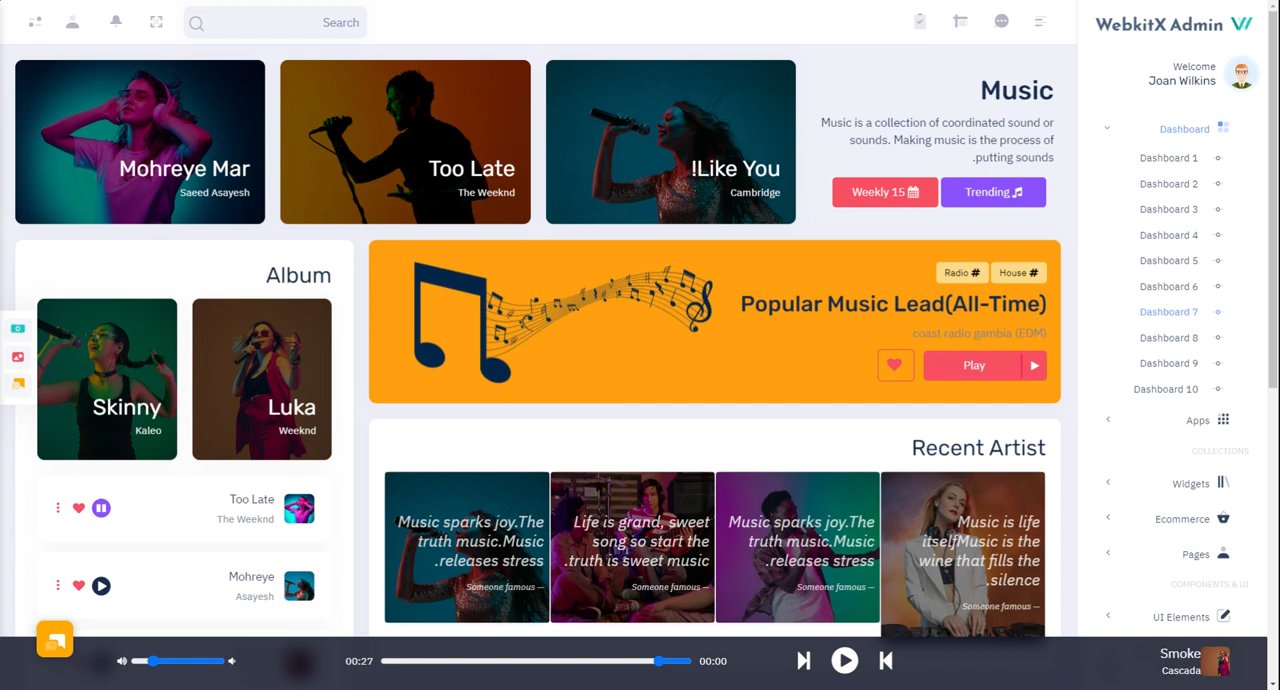 Search
WebkitX Admin
Welcome
Joan Wilkins
Dashboard
Dashboard 1
Dashboard 2
Dashboard 3
Dashboard 4
Dashboard 5
Dashboard 6
Dashboard 7
Dashboard 8
Dashboard 9
Dashboard 10
Apps
COLLECTIONS
Widgets
Ecommerce
Pages
COMPONENTS & UI
UI Elements
Music
Music is a collection of coordinated sound or
sounds. Making music is the process of
.putting sounds
Weekly 15
Trending
!Like You
Cambridge
Too Late
The Weeknd
Mohreye Mar
Saeed Asayesh
Radio #
House #
Popular Music Lead(All-Time)
coast radio gambia (EDM)
Play
Album
Skinny
Kaleo
Luka
Weeknd
Too Late
The Weeknd
Mohreye
Asayesh
Recent Artist
Music sparks joy.The
truth music.Music
.releases stress
Someone famous —
Life is grand, sweet
song so start the
.truth is sweet music
Someone famous —
Music sparks joy.The
truth music.Music
.releases stress
Someone famous —
Music is life
itselfMusic is the
wine that fills the
.silence
Someone famous —
00:27
00:00
Smoke
Cascada